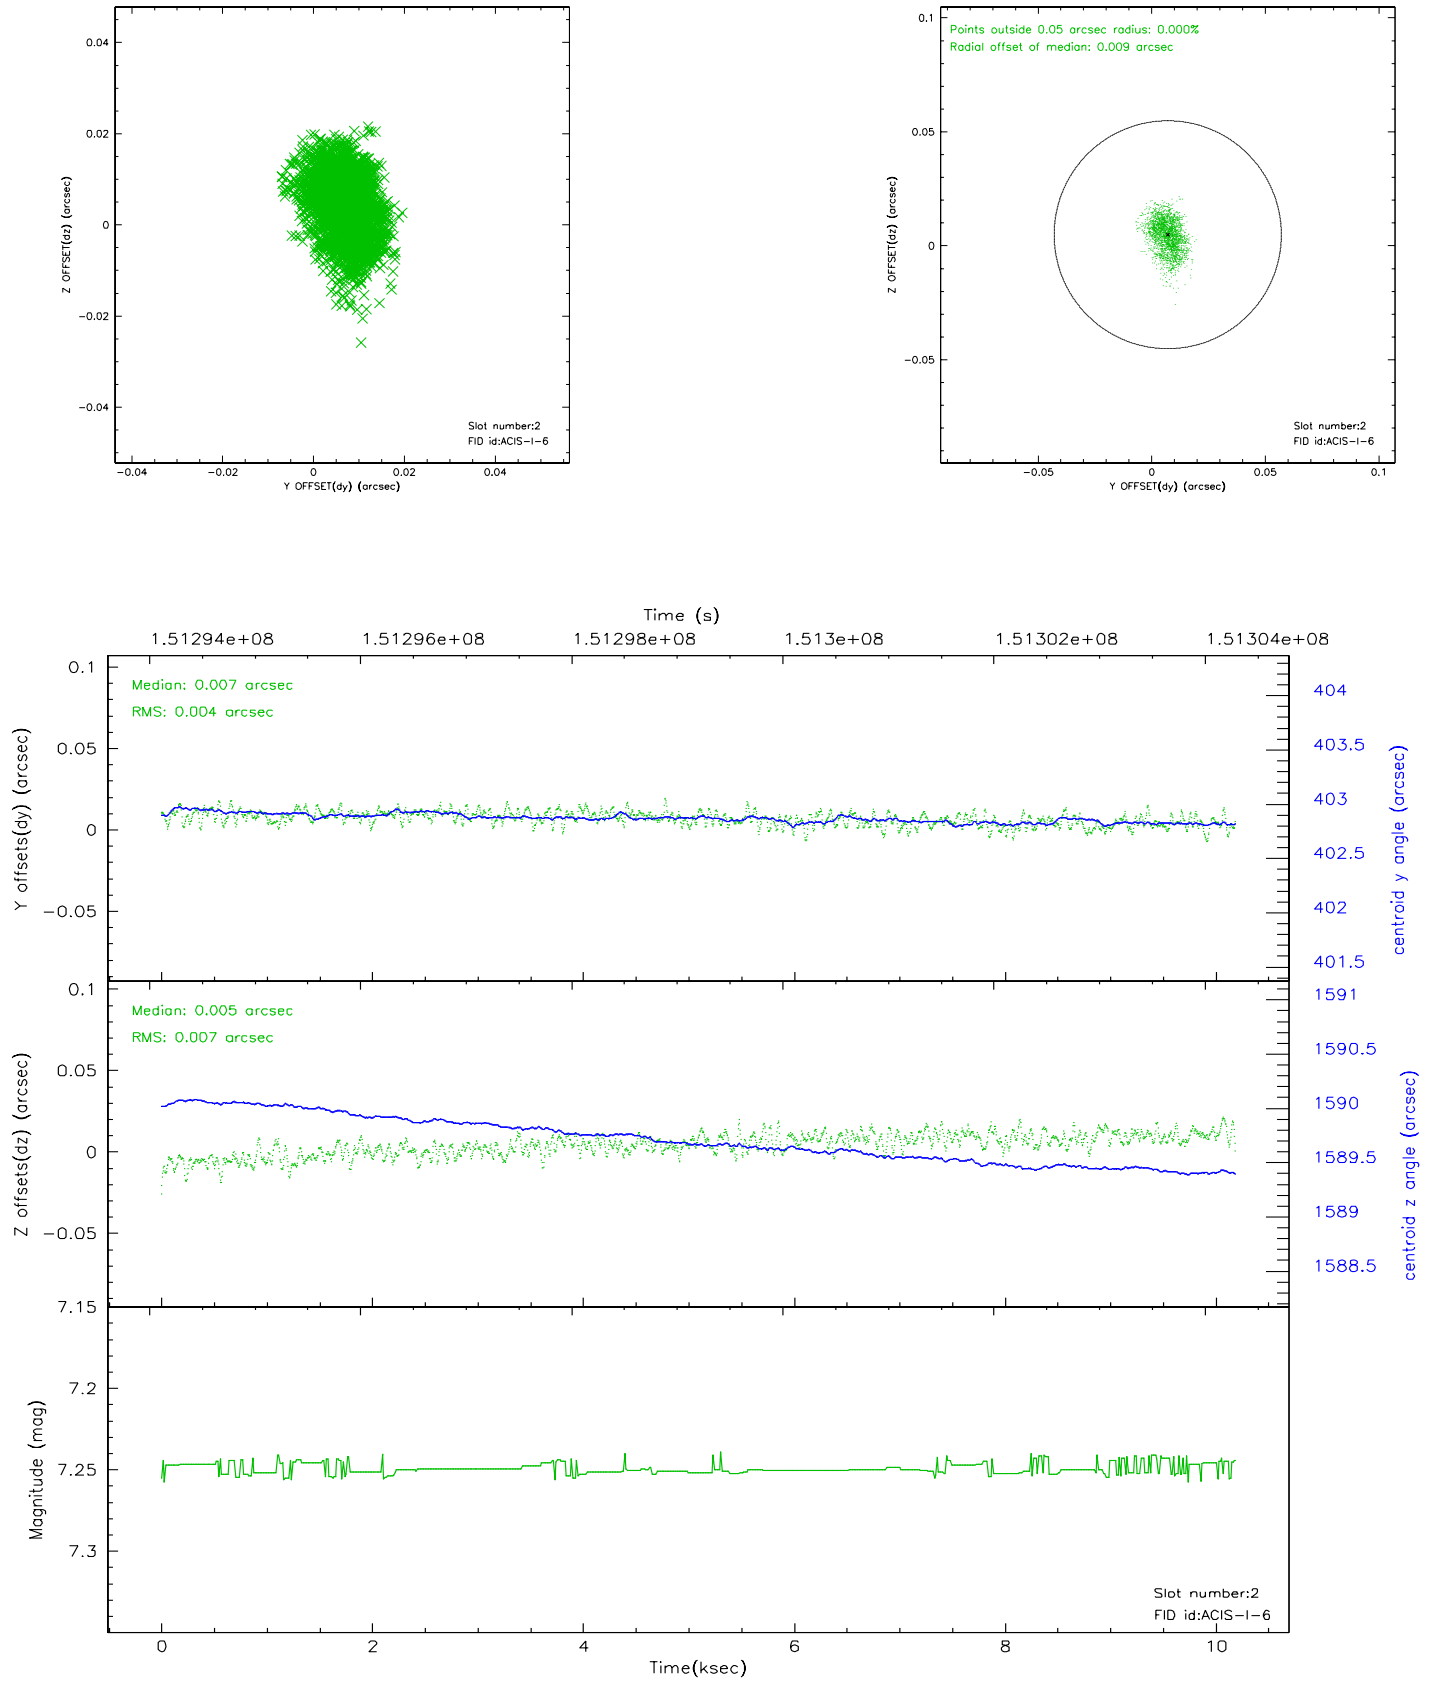 0.04
0.02
0
−0.02
−0.04
Z OFFSET(dz) (arcsec)
Slot number:2
FID id:ACIS−I−6
−0.04 −0.02 0 0.02 0.04
Y OFFSET(dy) (arcsec)
0.1
0.05
0
−0.05
Z OFFSET(dz) (arcsec)
Points outside 0.05 arcsec radius: 0.000%
Radial offset of median: 0.009 arcsec
Slot number:2
FID id:ACIS−I−6
−0.05 0 0.05 0.1
Y OFFSET(dy) (arcsec)
Time (s)
1.51294e+08 1.51296e+08 1.51298e+08 1.513e+08 1.51302e+08 1.51304e+08
0.1
0.05
0
−0.05
Y offsets(dy) (arcsec)
Median: 0.007 arcsec
RMS: 0.004 arcsec
404
403.5
403
402.5
402
401.5
centroid y angle (arcsec)
0.1
0.05
0
−0.05
Z offsets(dz) (arcsec)
Median: 0.005 arcsec
RMS: 0.007 arcsec
1591
1590.5
1590
1589.5
1589
1588.5
centroid z angle (arcsec)
7.15
7.2
7.25
7.3
Magnitude (mag)
Slot number:2
FID id:ACIS−I−6
0 2 4 6 8 10
Time(ksec)